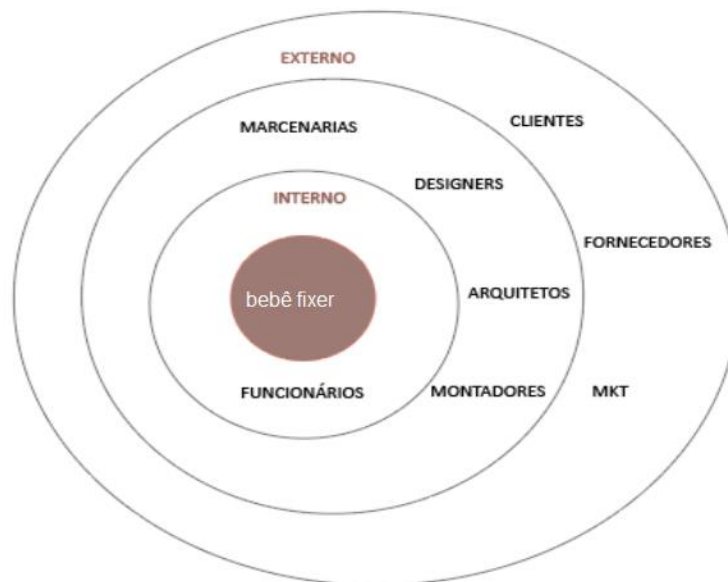 EXTERNO
CLIENTES
MARCENARIAS
DESIGNERS
INTERNO
FORNECEDORES
ARQUITETOS
bebê fixer
FUNCIONÁRIOS
MONTADORES
MKT